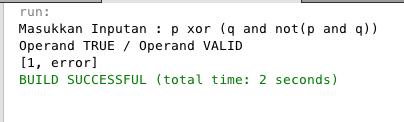 run:
Masukkan Inputan : p xor (q and not(p and q))
Operand TRUE / Operand VALID
[1, error]
BUILD SUCCESSFUL (total time: 2 seconds)